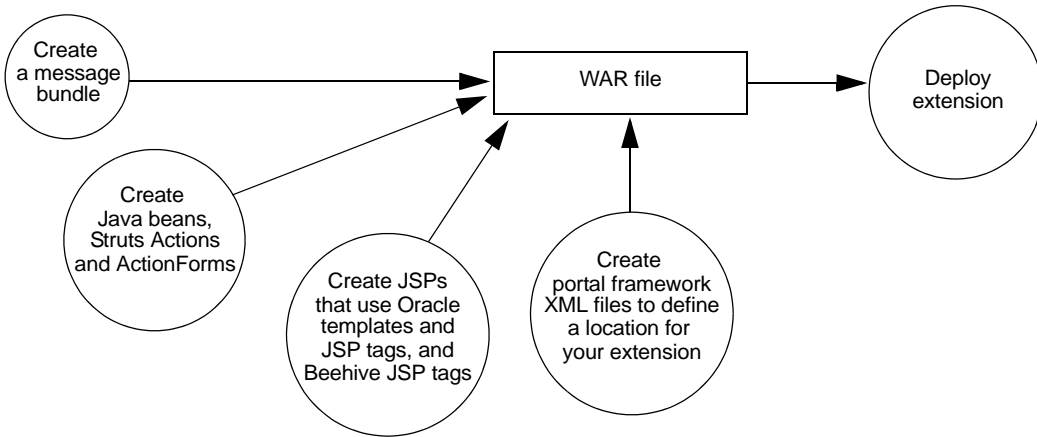 Create
a message
bundle
WAR file
Deploy
extension
Create
Java beans,
Struts Actions
and ActionForms
Create JSPs
that use Oracle
templates and
JSP tags, and
Beehive JSP tags
Create
portal framework
XML files to define
a location for
your extension